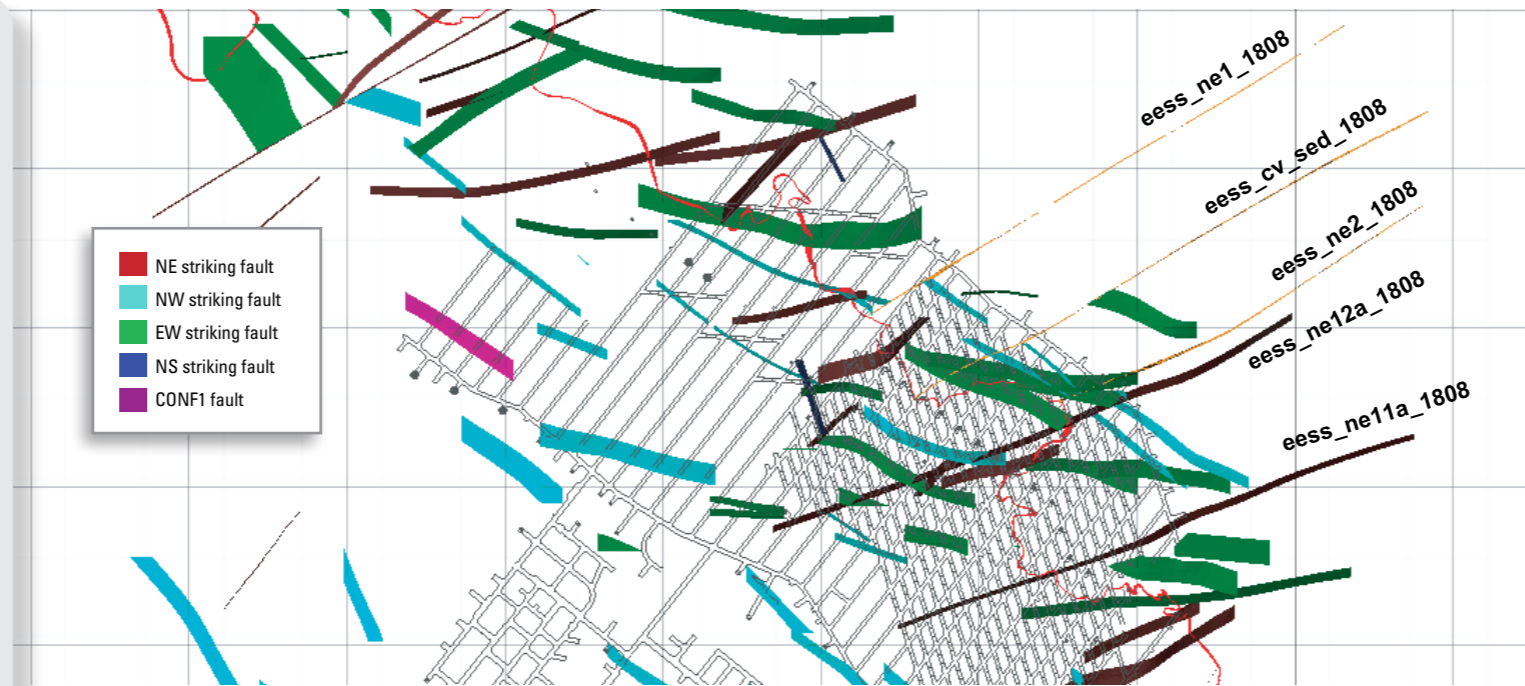 eess_ne1_1808
eess_cv_sed_1808
eess_ne2_1808
eess_ne12a_1808
eess_ne11a_1808
NE striking fault
NW striking fault
EW striking fault
NS striking fault
CONF1 fault